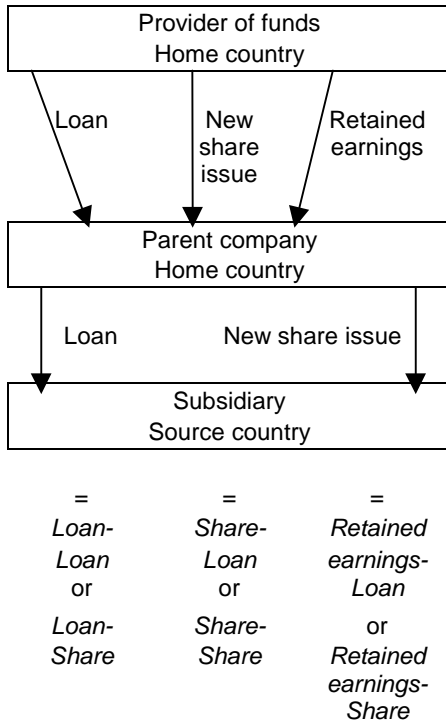 Provider of funds
Home country
Loan
New
share
issue
Retained
earnings
Parent company
Home country
Loan
New share issue
Subsidiary
Source country
=
Loan-
Loan
or
Loan-
Share
=
Share-
Loan
or
Share-
Share
=
Retained
earnings-
Loan
or
Retained
earnings-
Share